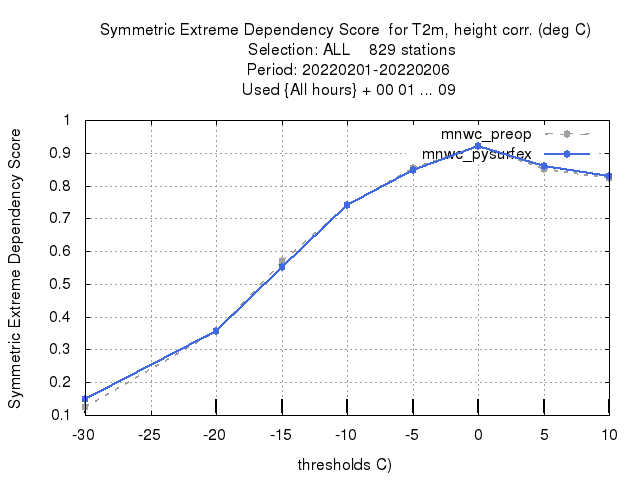 Symmetric Extreme Dependency Score  for T2m, height corr. (deg C)
Selection: ALL    829 stations
Period: 20220201-20220206
Used {All hours} + 00 01 ... 09
Symmetric Extreme Dependency Score
1
0.9
0.8
0.7
0.6
0.5
0.4
0.3
0.2
0.1
mnwc_preop
mnwc_pysurfex
-30 -25 -20 -15 -10 -5 0 5 10
thresholds C)